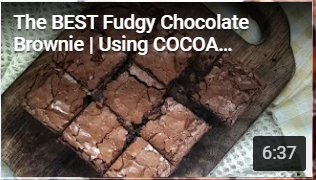 The BEST Fudgy Chocolate
Brownie | Using COCOA...
6:37